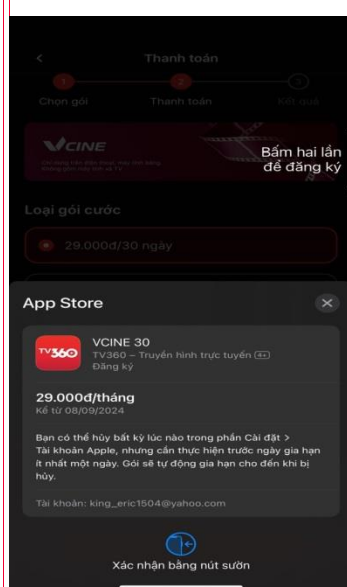 Thanh toán
1
2
3
Chọn gói
Thanh toán
Kết quả
VCINE
Bấm hai lần
để đăng ký
Loại gói cước
29.000đ/30 ngày
App Store
TV360
VCINE 30
TV360 – Truyền hình trực tuyến 4+
Đăng ký
29.000đ/tháng
Kể từ 08/09/2024
Bạn có thể hủy bất kỳ lúc nào trong phần Cài đặt >
Tài khoản Apple, nhưng cần thực hiện trước ngày gia hạn
ít nhất một ngày. Gói sẽ tự động gia hạn cho đến khi bị
hủy.
Tài khoản: king_eric1504@yahoo.com
Xác nhận bằng nút sườn